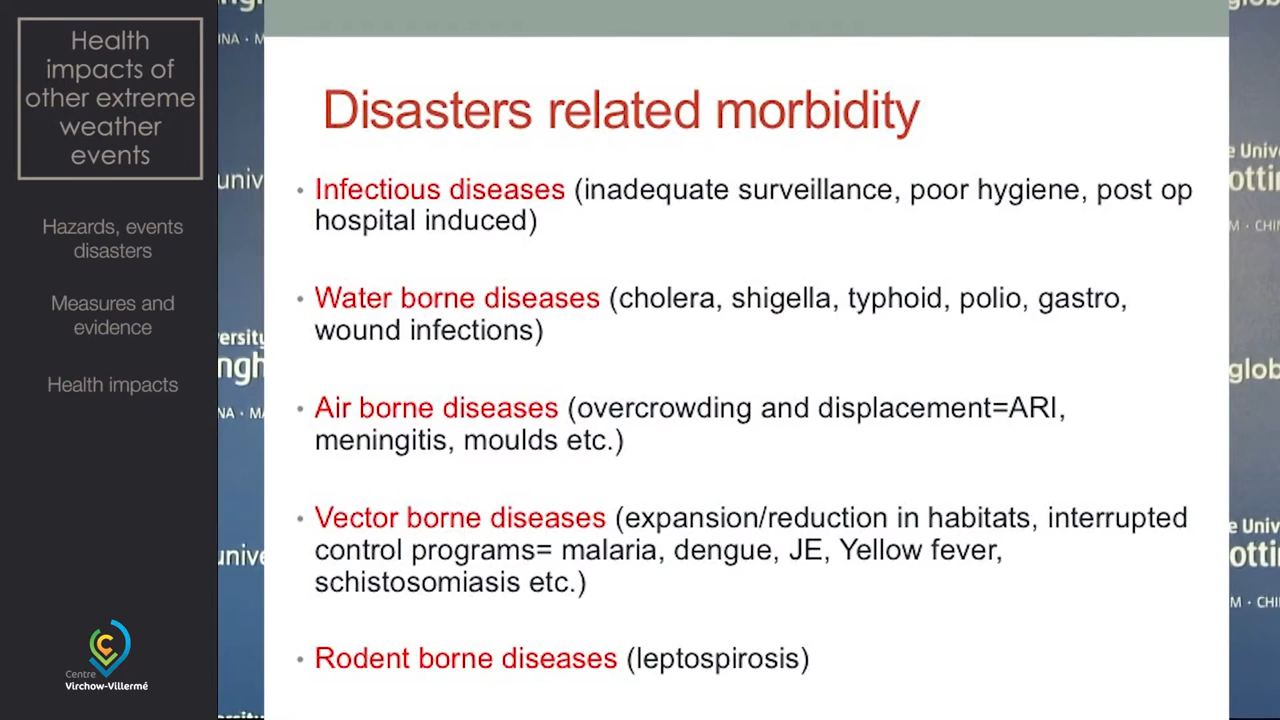 Health
impacts of
other extreme
weather
events
Hazards, events
disasters
Measures and
evidence
Health impacts
Centre
Virchow-Villermé
Disasters related morbidity
• Infectious diseases (inadequate surveillance, poor hygiene, post op
hospital induced)
• Water borne diseases (cholera, shigella, typhoid, polio, gastro,
wound infections)
• Air borne diseases (overcrowding and displacement=ARI,
meningitis, moulds etc.)
• Vector borne diseases (expansion/reduction in habitats, interrupted
control programs= malaria, dengue, JE, Yellow fever,
schistosomiasis etc.)
• Rodent borne diseases (leptospirosis)